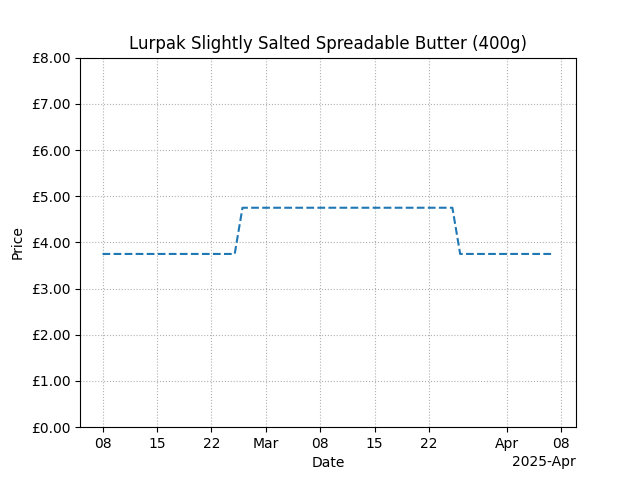 Lurpak Slightly Salted Spreadable Butter (400g)
£8.00
£7.00
£6.00
£5.00
£4.00
£3.00
£2.00
£1.00
£0.00
Price
08 15 22 Mar 08 15 22 Apr 08
Date
2025-Apr